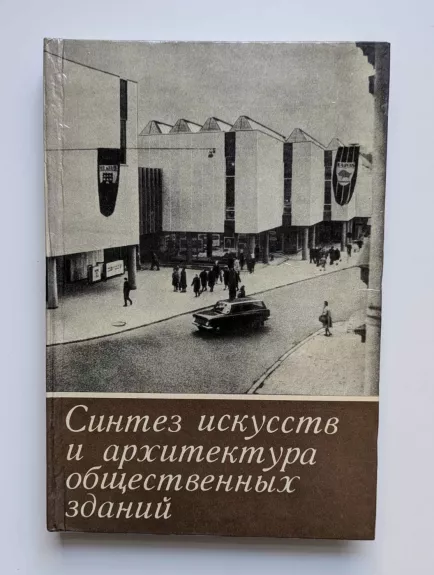 Синтез искусств
и архитектура
общественных
зданий